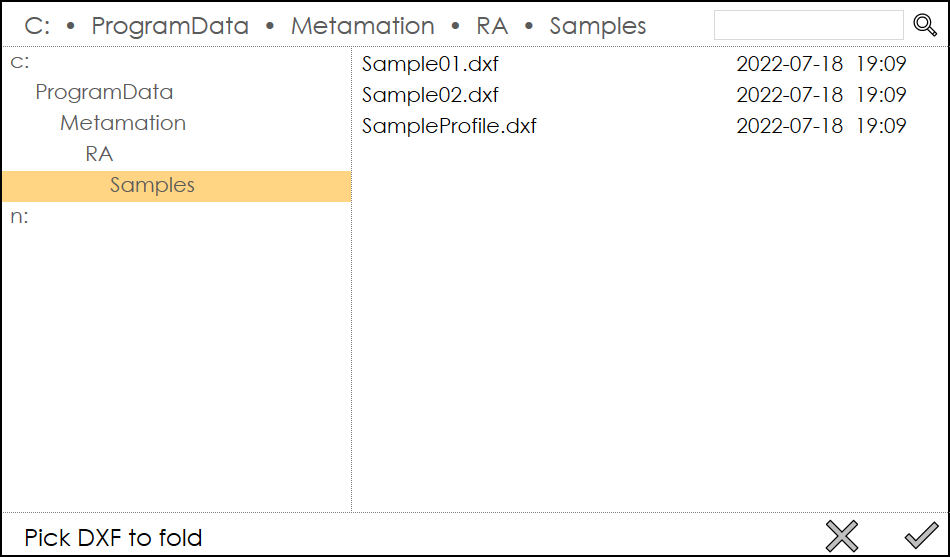 C: • ProgramData • Metamation • RA • Samples
c:
ProgramData
Metamation
RA
Samples
n:
Sample01.dxf 2022-07-18 19:09
Sample02.dxf 2022-07-18 19:09
SampleProfile.dxf 2022-07-18 19:09
Pick DXF to fold